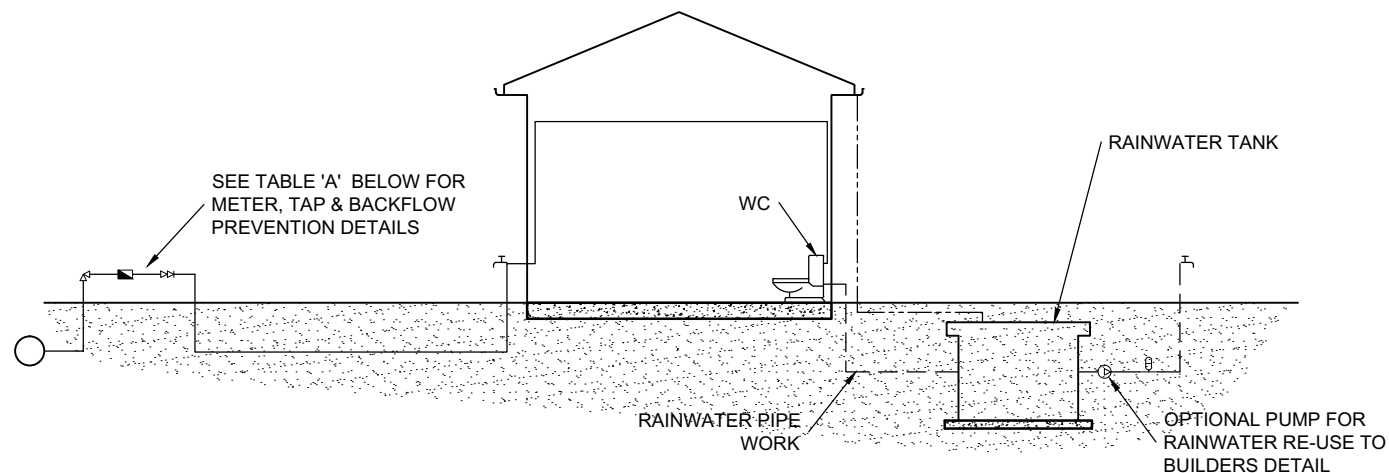 SEE TABLE 'A' BELOW FOR
METER, TAP & BACKFLOW
PREVENTION DETAILS
WC
RAINWATER TANK
RAINWATER PIPE
WORK
OPTIONAL PUMP FOR
RAINWATER RE-USE TO
BUILDERS DETAIL